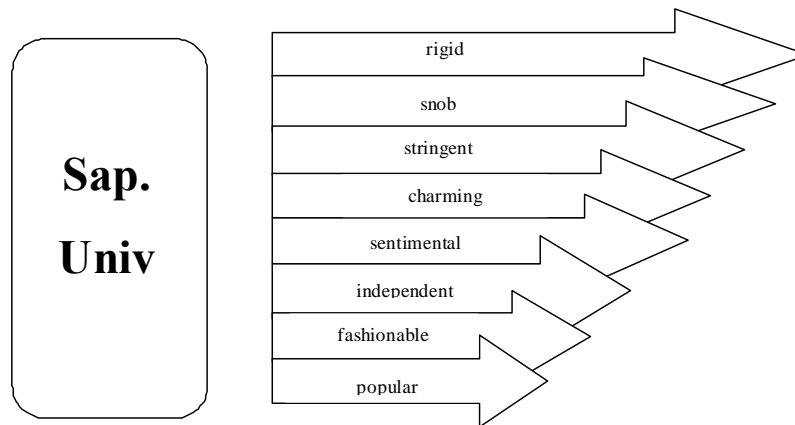 Sap.
Univ
rigid
snob
stringent
charming
sentimental
independent
fashionable
popular